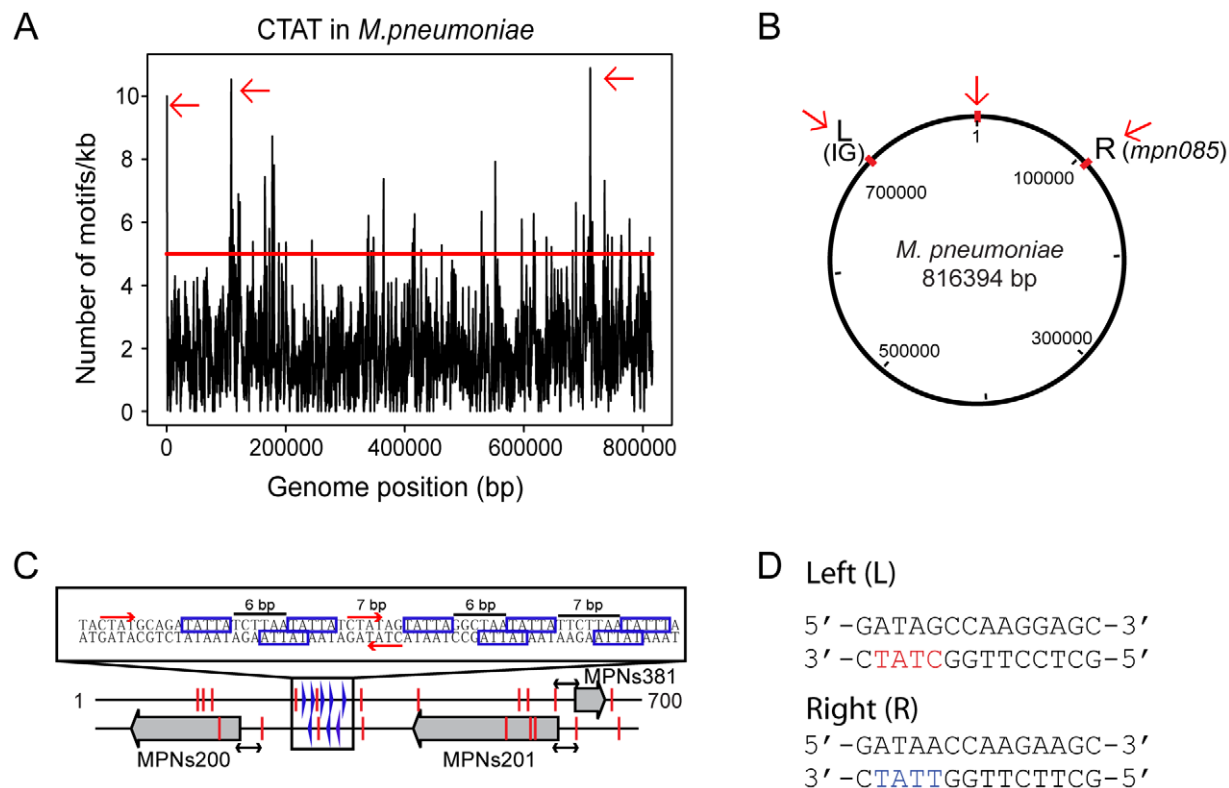 A
CTAT in M.pneumoniae
Number of motifs/kb
10
8
6
4
2
0
0 200000 400000 600000 800000
Genome position (bp)
B
L
(IG)
1
R (mpn085)
700000
100000
M. pneumoniae
816394 bp
500000
300000
C
6 bp 7 bp 6 bp 7 bp
TACTATGCAGATATTATCTTAATATTATCTATAGTATTAGGCTAATATTATTCTTAATATTAA
ATGATACGTCTATAATAGAATTATAATAGATATCATAATCCGATTATAATAAGAATTATAATT
MPNs381
1 700
MPNs200 MPNs201
D
Left (L)
5′-GATAGCCAAGGAGC-3′
3′-CTATCGGTTCCTCG-5′
Right (R)
5′-GATAACCAAGAAGC-3′
3′-CTATTGGTTCTTCG-5′